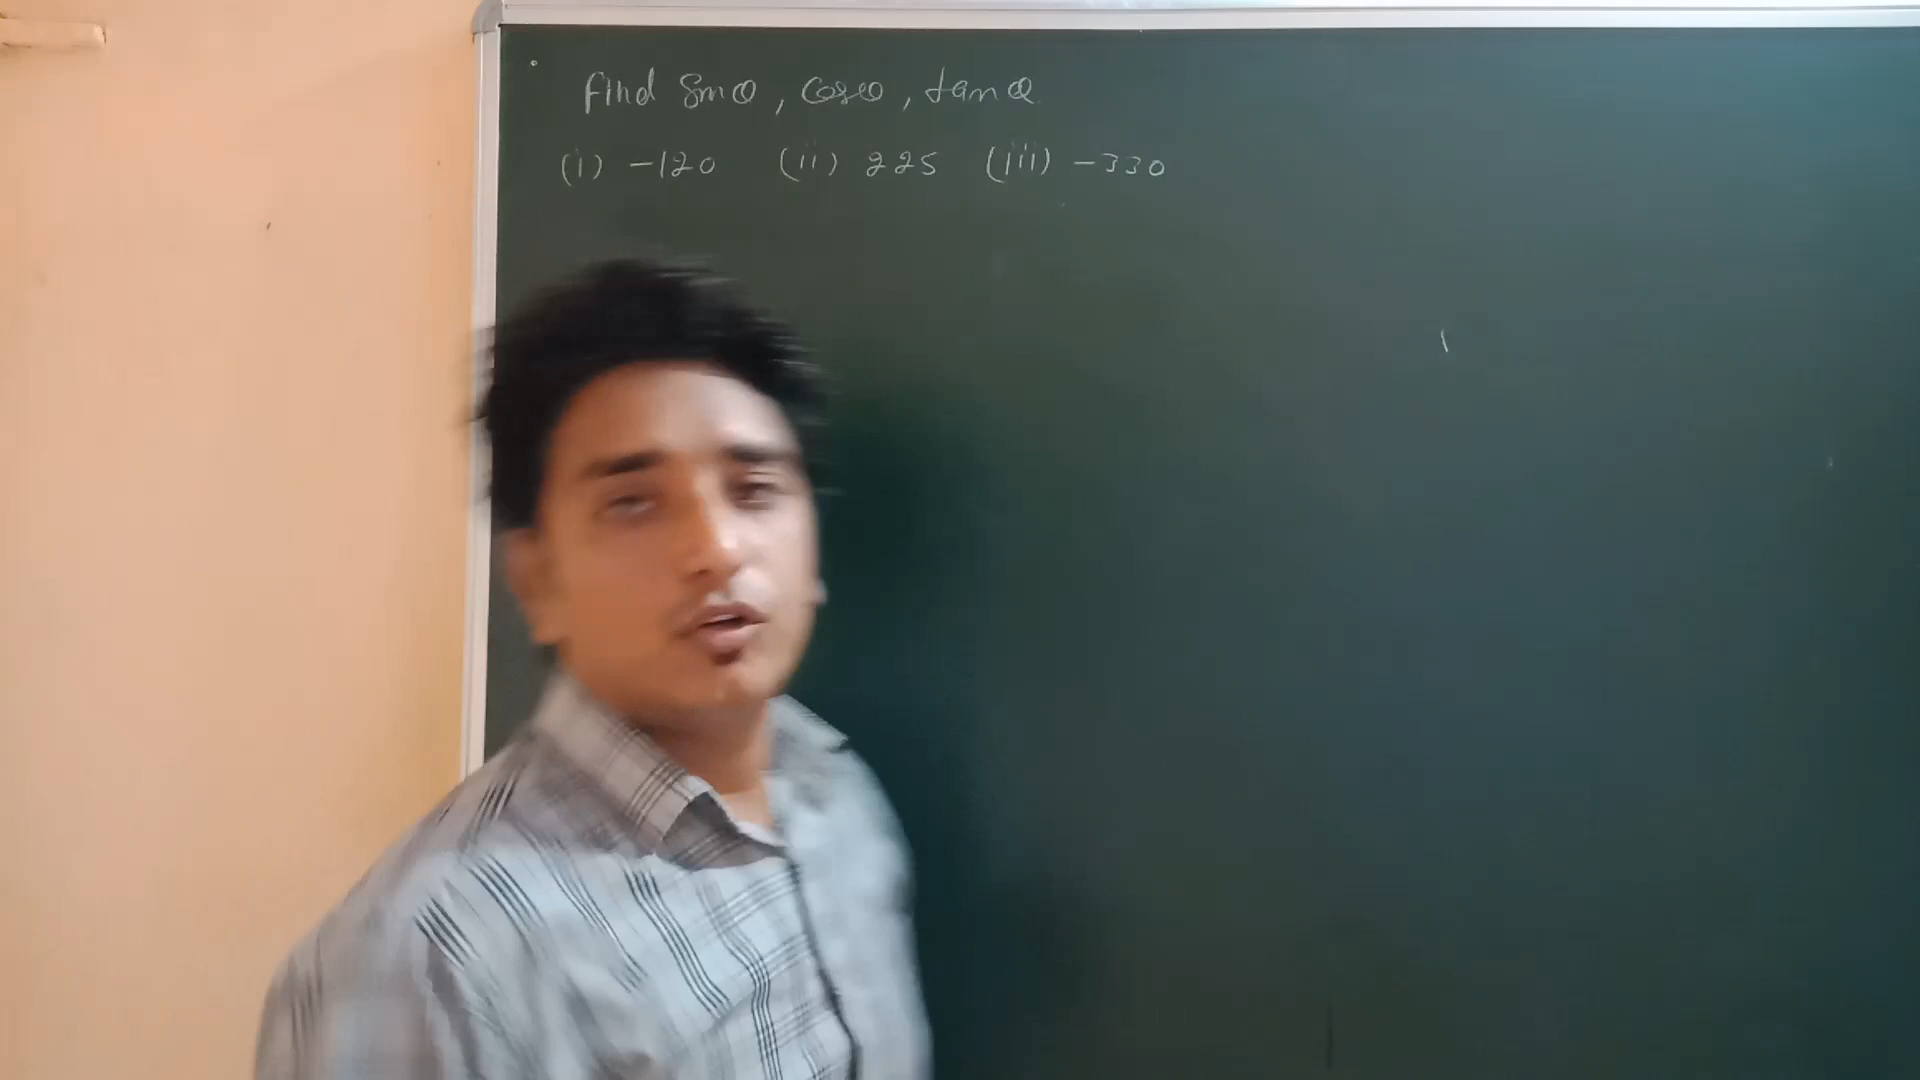 Find Sinθ, Cosθ, tanθ
(i) -120 (ii) 225 (iii) -330